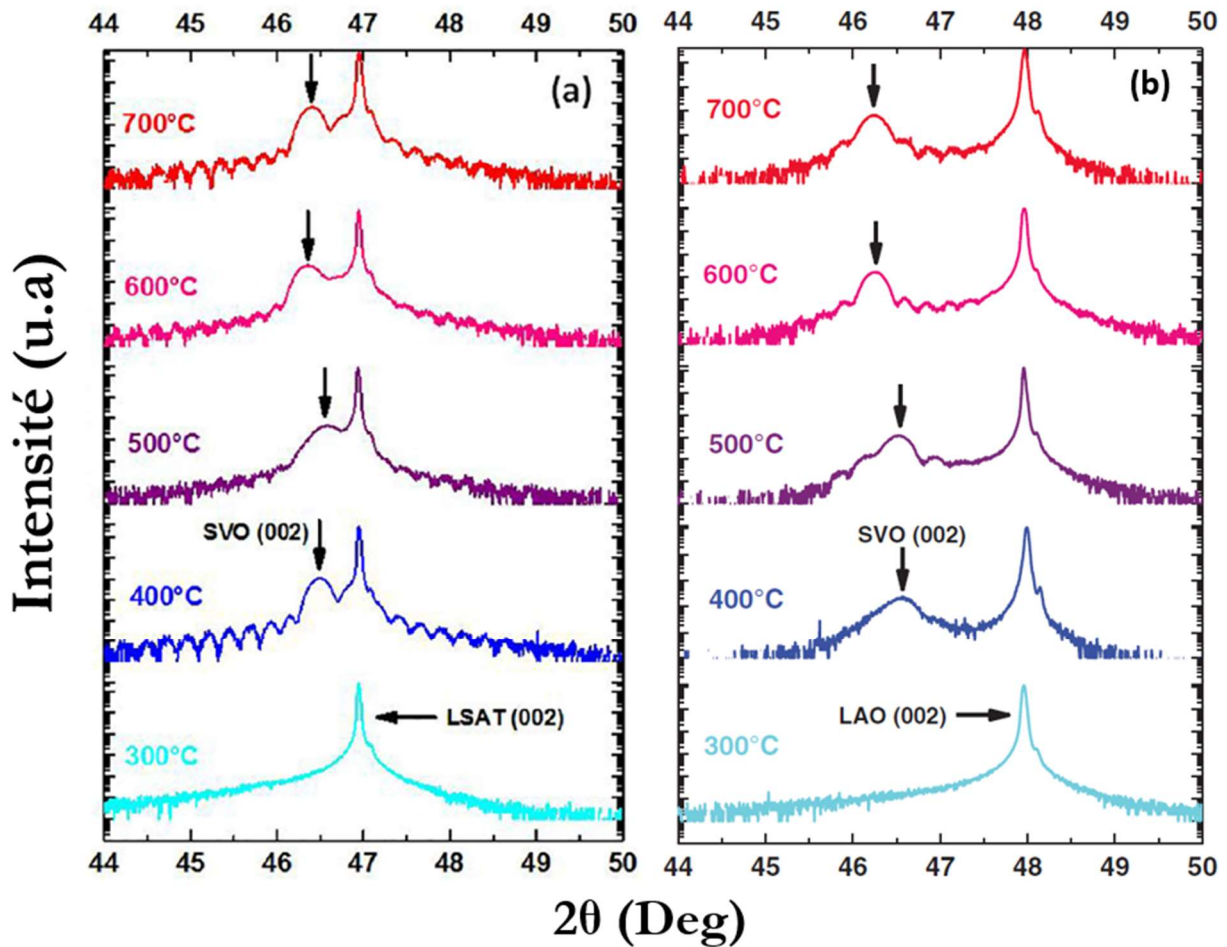 44 45 46 47 48 49 50
44 45 46 47 48 49 50
(a)
700°C
600°C
500°C
SVO (002)
400°C
LSAT (002)
300°C
44 45 46 47 48 49 50
(b)
700°C
600°C
500°C
SVO (002)
400°C
LAO (002)
300°C
44 45 46 47 48 49 50
Intensité (u.a)
2θ (Deg)